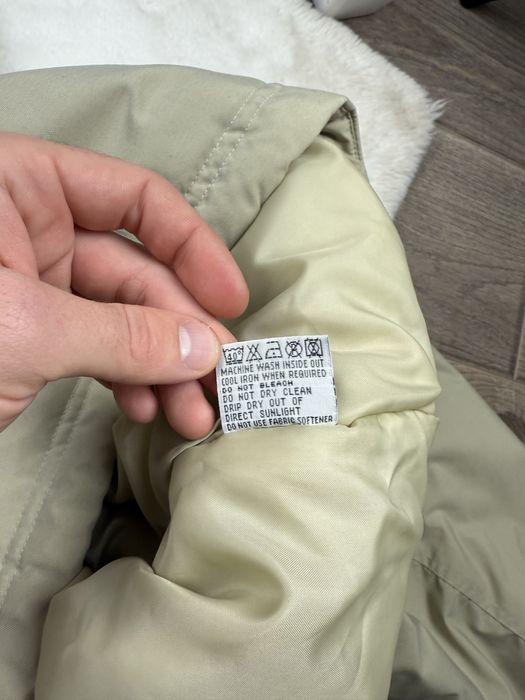 40°
MACHINE WASH INSIDE OUT
COOL IRON WHEN REQUIRED
DO NOT BLEACH
DO NOT DRY CLEAN
DRIP DRY OUT OF
DIRECT SUNLIGHT
DO NOT USE FABRIC SOFTENER